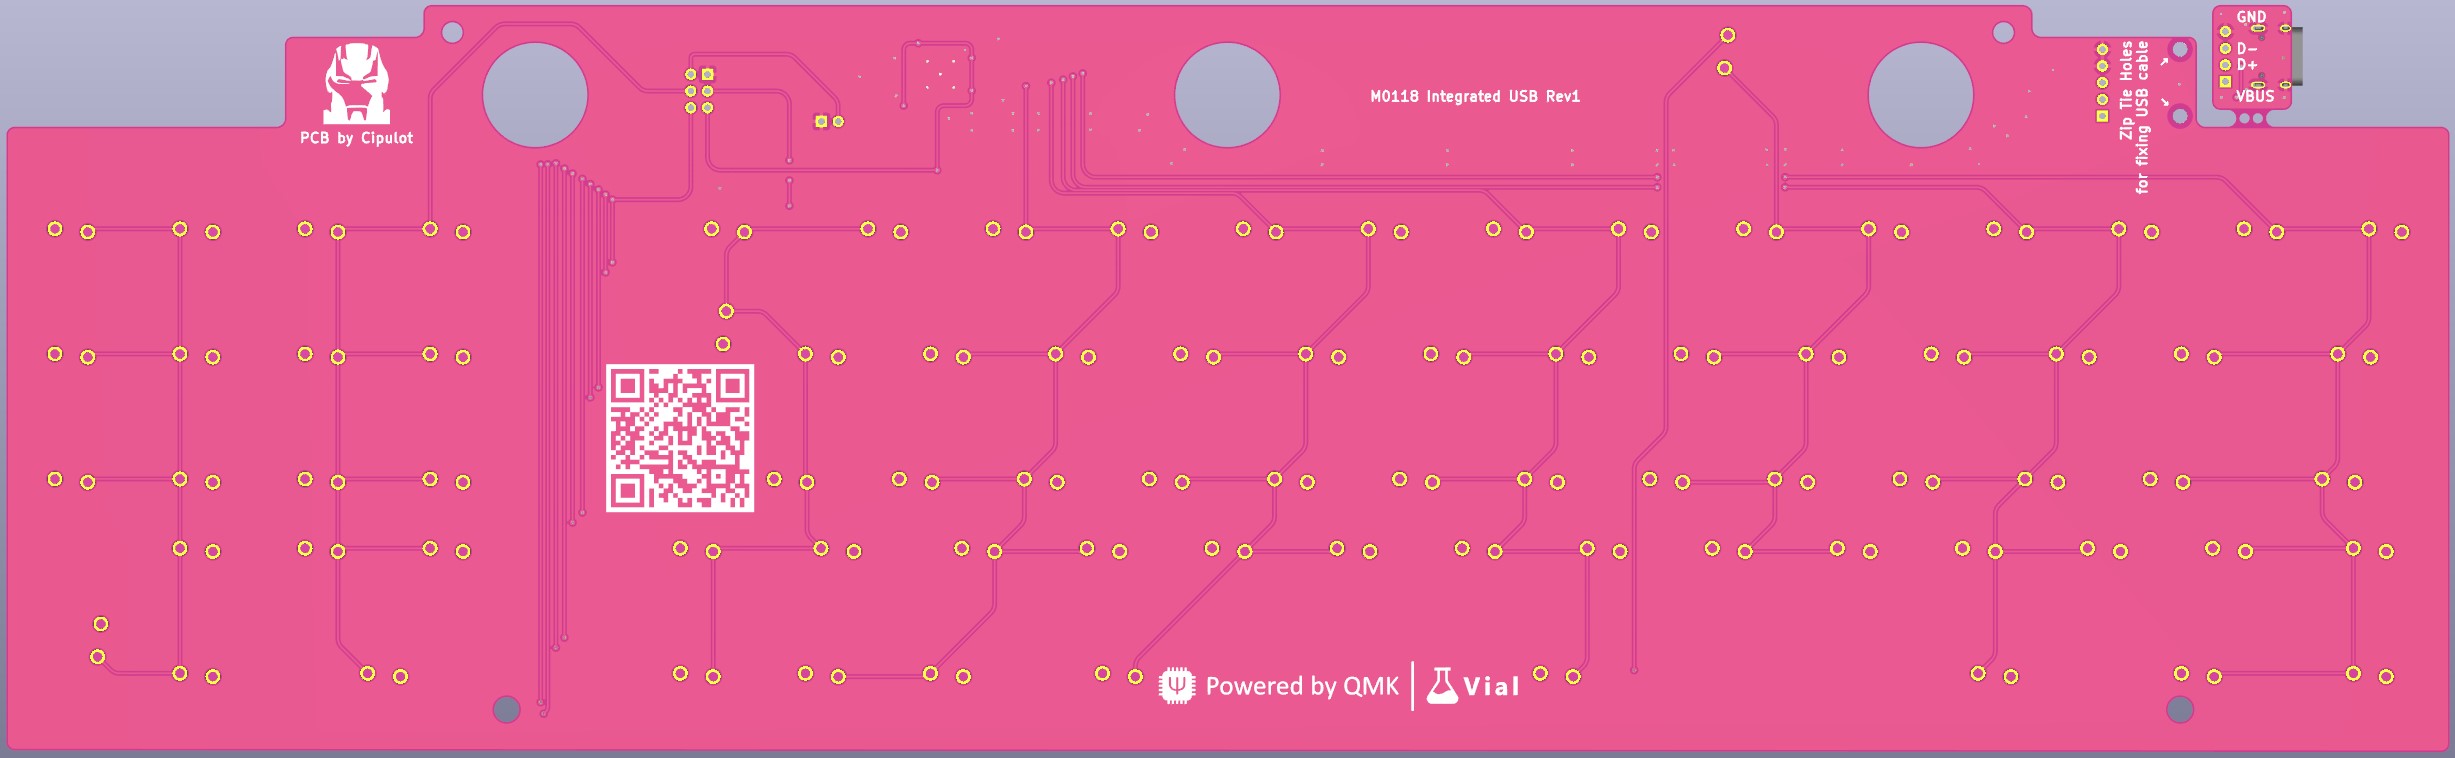 PCB by Cipulot
M0118 Integrated USB Rev1
Zip Tie Holes
for fixing USB cable
GND
D-
D+
VBUS
Powered by QMK
Vial